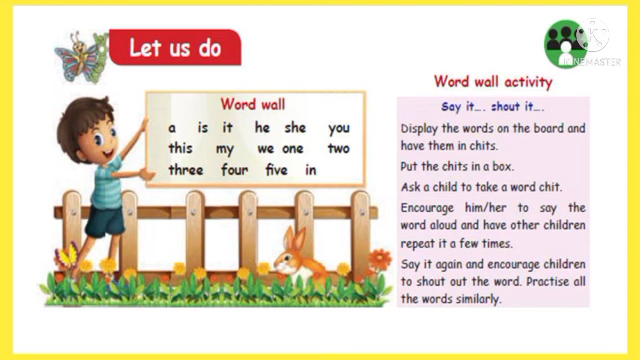 Let us do
Word wall
a is it he she you
this my we one two
three four five in
KINEMASTER
Word wall activity
Say it.... shout it....
Display the words on the board and
have them in chits.
Put the chits in a box.
Ask a child to take a word chit.
Encourage him/her to say the
word aloud and have other children
repeat it a few times.
Say it again and encourage children
to shout out the word. Practise all
the words similarly.